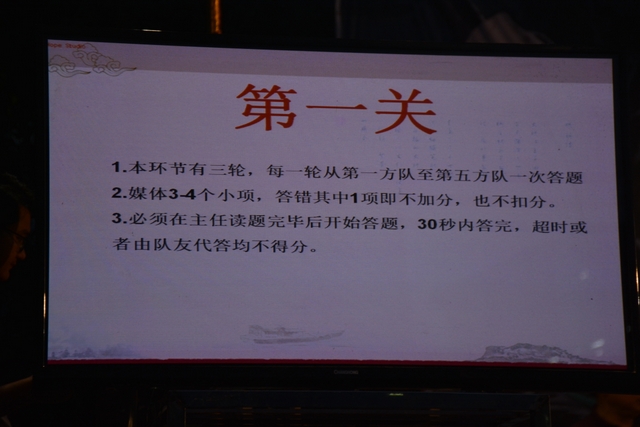 第一关
1.本环节有三轮，每一轮从第一方队至第五方队一次答题
2.媒体3-4个小项，答错其中1项即不加分，也不扣分。
3.必须在主任读题完毕后开始答题，30秒内答完，超时或
者由队友代答均不得分。